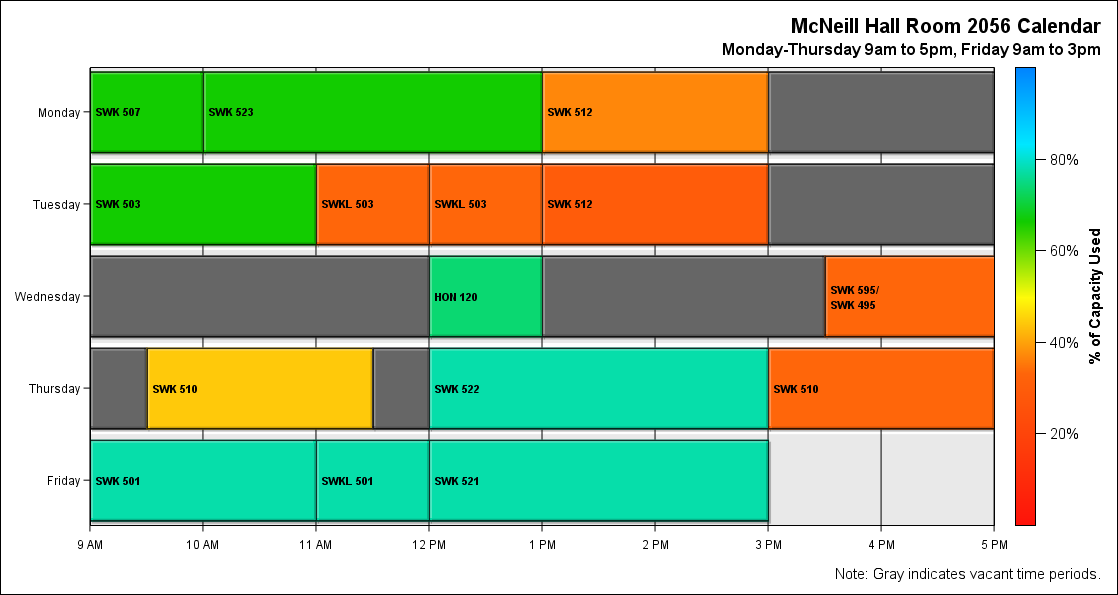 McNeill Hall Room 2056 Calendar
Monday-Thursday 9am to 5pm, Friday 9am to 3pm
Monday
SWK 507
SWK 523
SWK 512
Tuesday
SWK 503
SWKL 503
SWKL 503
SWK 512
Wednesday
HON 120
SWK 595/
SWK 495
Thursday
SWK 510
SWK 522
SWK 510
Friday
SWK 501
SWKL 501
SWK 521
9 AM
10 AM
11 AM
12 PM
1 PM
2 PM
3 PM
4 PM
5 PM
80%
60%
40%
20%
% of Capacity Used
Note: Gray indicates vacant time periods.